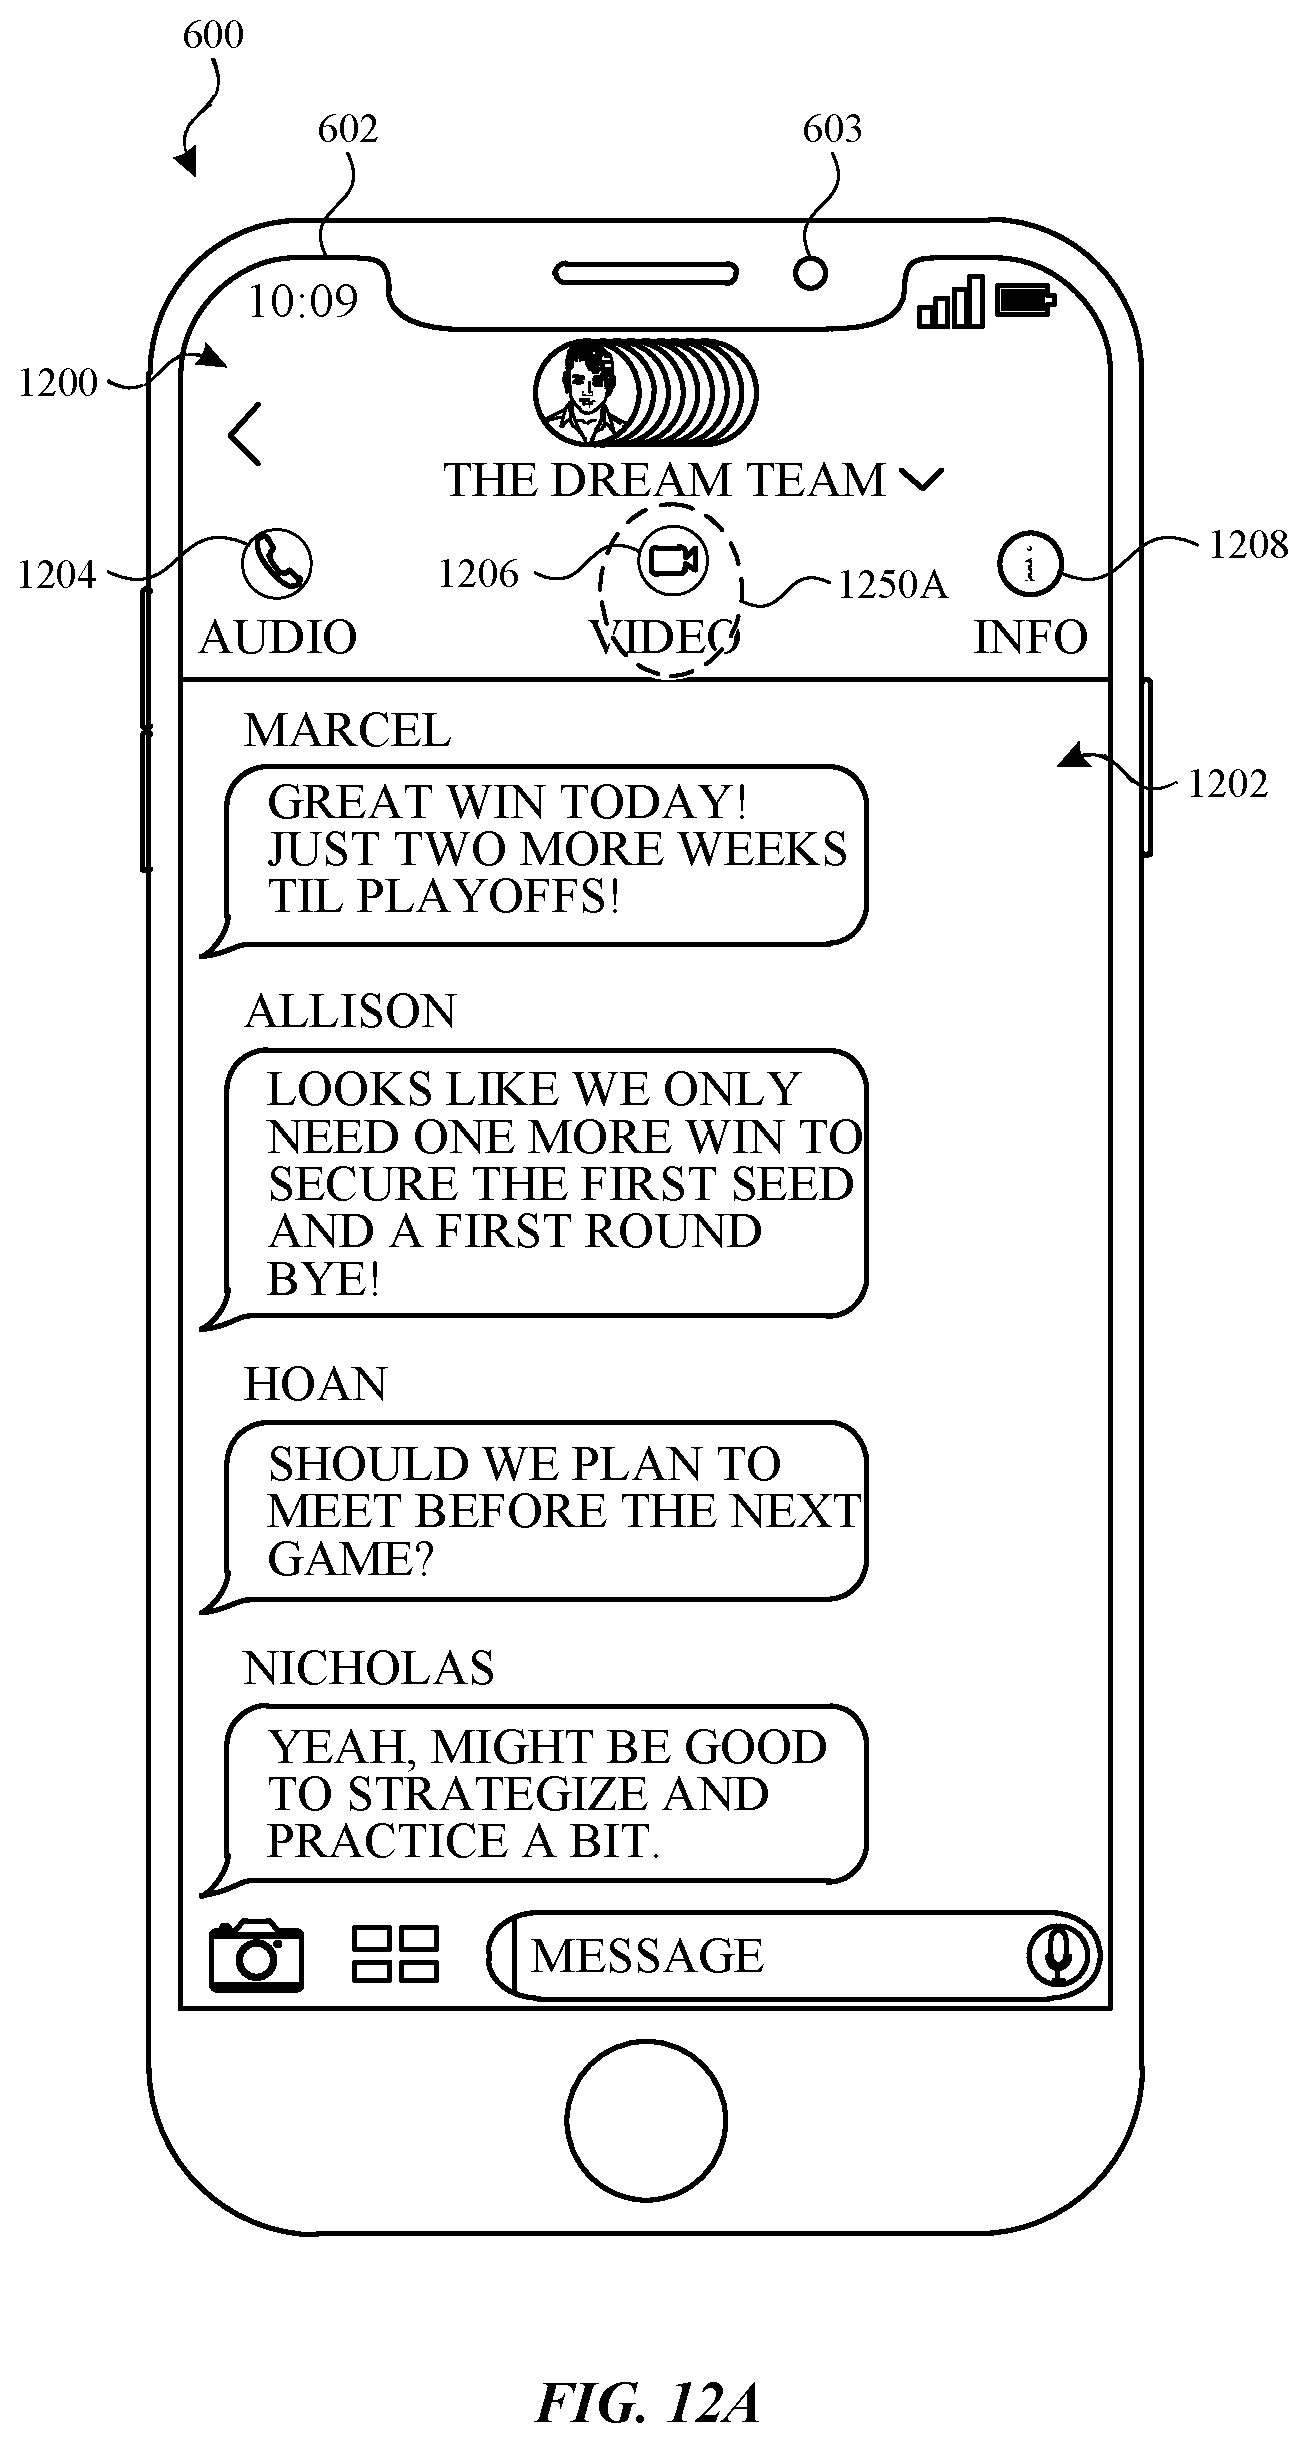 600
602
603
10:09
1200
THE DREAM TEAM
1204
1206
1250A
1208
AUDIO
VIDEO
INFO
MARCEL
1202
GREAT WIN TODAY!
JUST TWO MORE WEEKS
TIL PLAYOFFS!
ALLISON
LOOKS LIKE WE ONLY
NEED ONE MORE WIN TO
SECURE THE FIRST SEED
AND A FIRST ROUND
BYE!
HOAN
SHOULD WE PLAN TO
MEET BEFORE THE NEXT
GAME?
NICHOLAS
YEAH, MIGHT BE GOOD
TO STRATEGIZE AND
PRACTICE A BIT.
MESSAGE
FIG. 12A